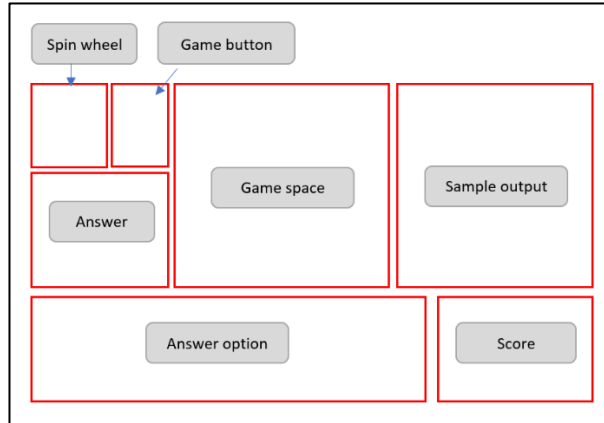 Spin wheel
Game button
Game space
Sample output
Answer
Answer option
Score